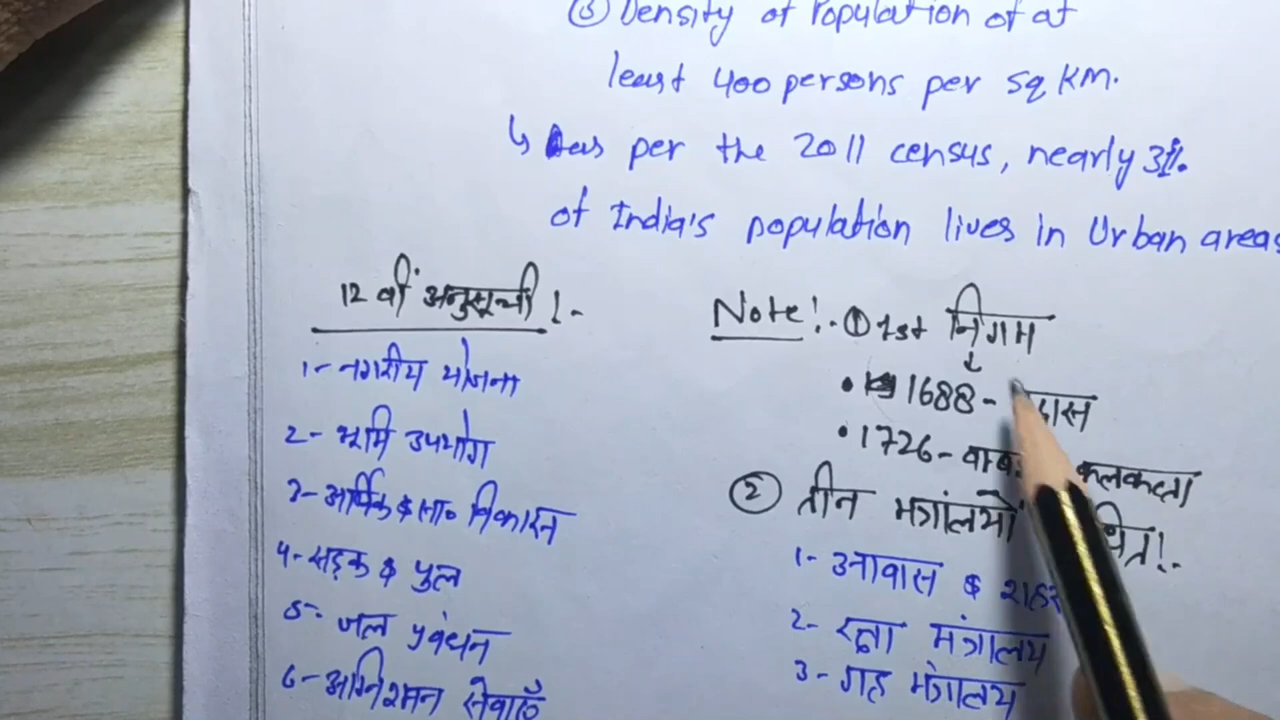 ③ Density of Population of at
least 400 persons per sq Km.
↳ as per the 2011 census, nearly 31%
of India's population lives in Urban areas
12 वीं अनुसूची :-
1- नगरीय योजना
2- भूमि उपयोग
3- आर्थिक & सा० विकास
4- सड़क & पुल
5- जल प्रबंधन
6- अग्निशमन सेवाएँ
Note :- ① 1st निगम
↓
• 1688 -
• 1726 - कलकत्ता
② तीन मंत्रालयों
1- आवास &
2- रक्षा मंत्रालय
3- गृह मंत्रालय